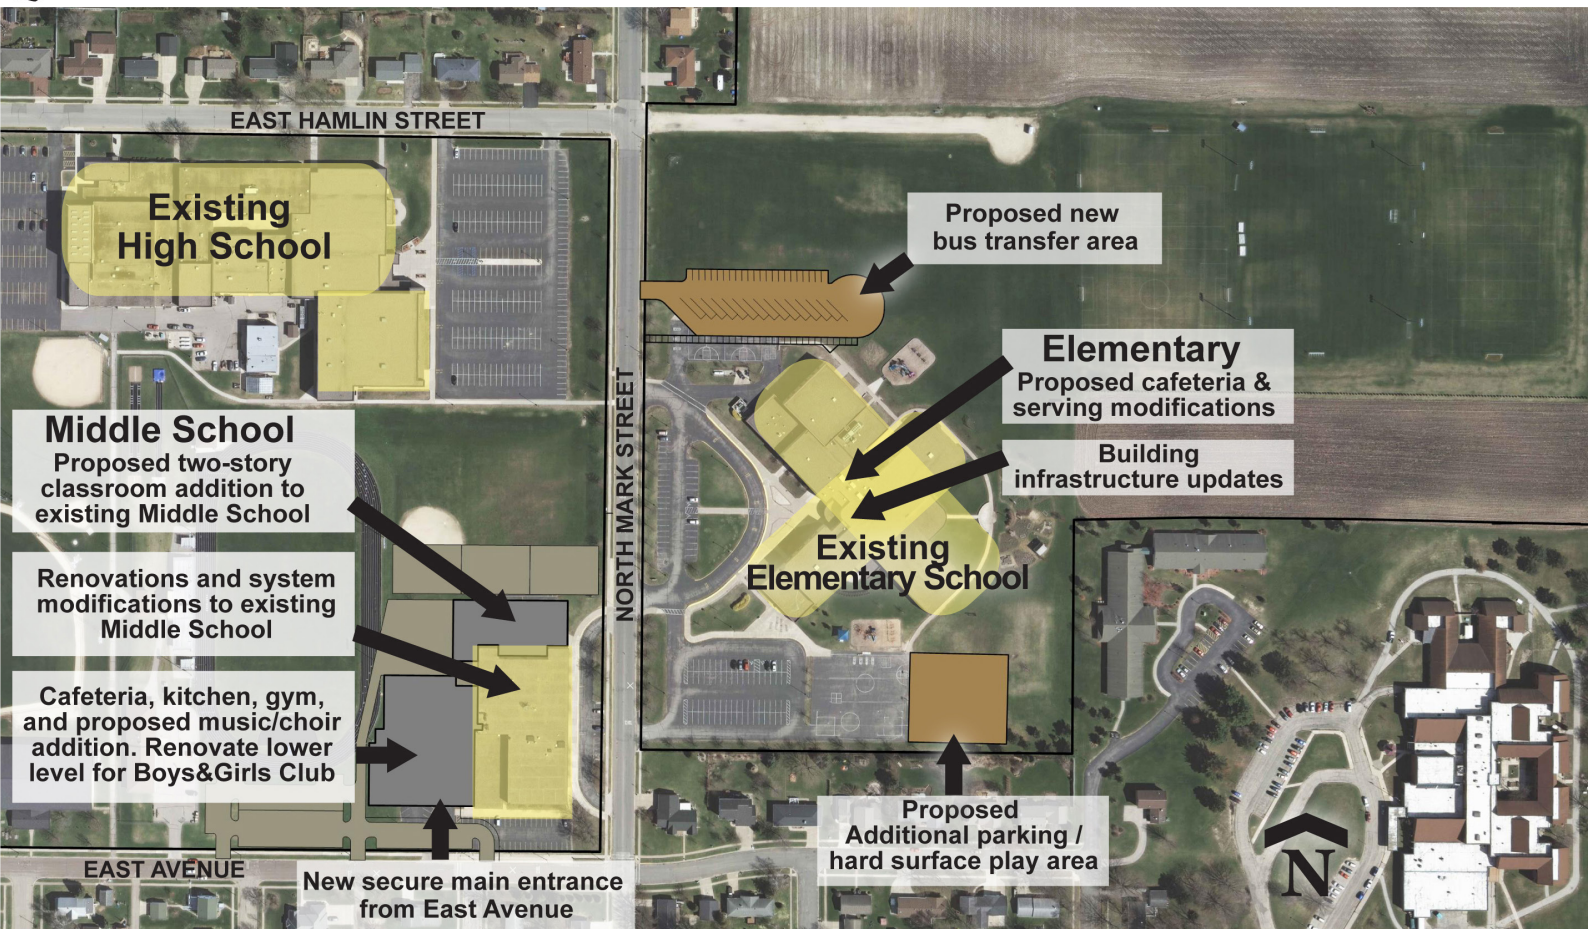 EAST HAMLIN STREET
Existing
High School
Proposed new
bus transfer area
Elementary
Proposed cafeteria &
serving modifications
Building
infrastructure updates
Existing
Elementary School
NORTH MARK STREET
Middle School
Proposed two-story
classroom addition to
existing Middle School
Renovations and system
modifications to existing
Middle School
Cafeteria, kitchen, gym,
and proposed music/choir
addition. Renovate lower
level for Boys&Girls Club
Proposed
Additional parking /
hard surface play area
EAST AVENUE
New secure main entrance
from East Avenue
N